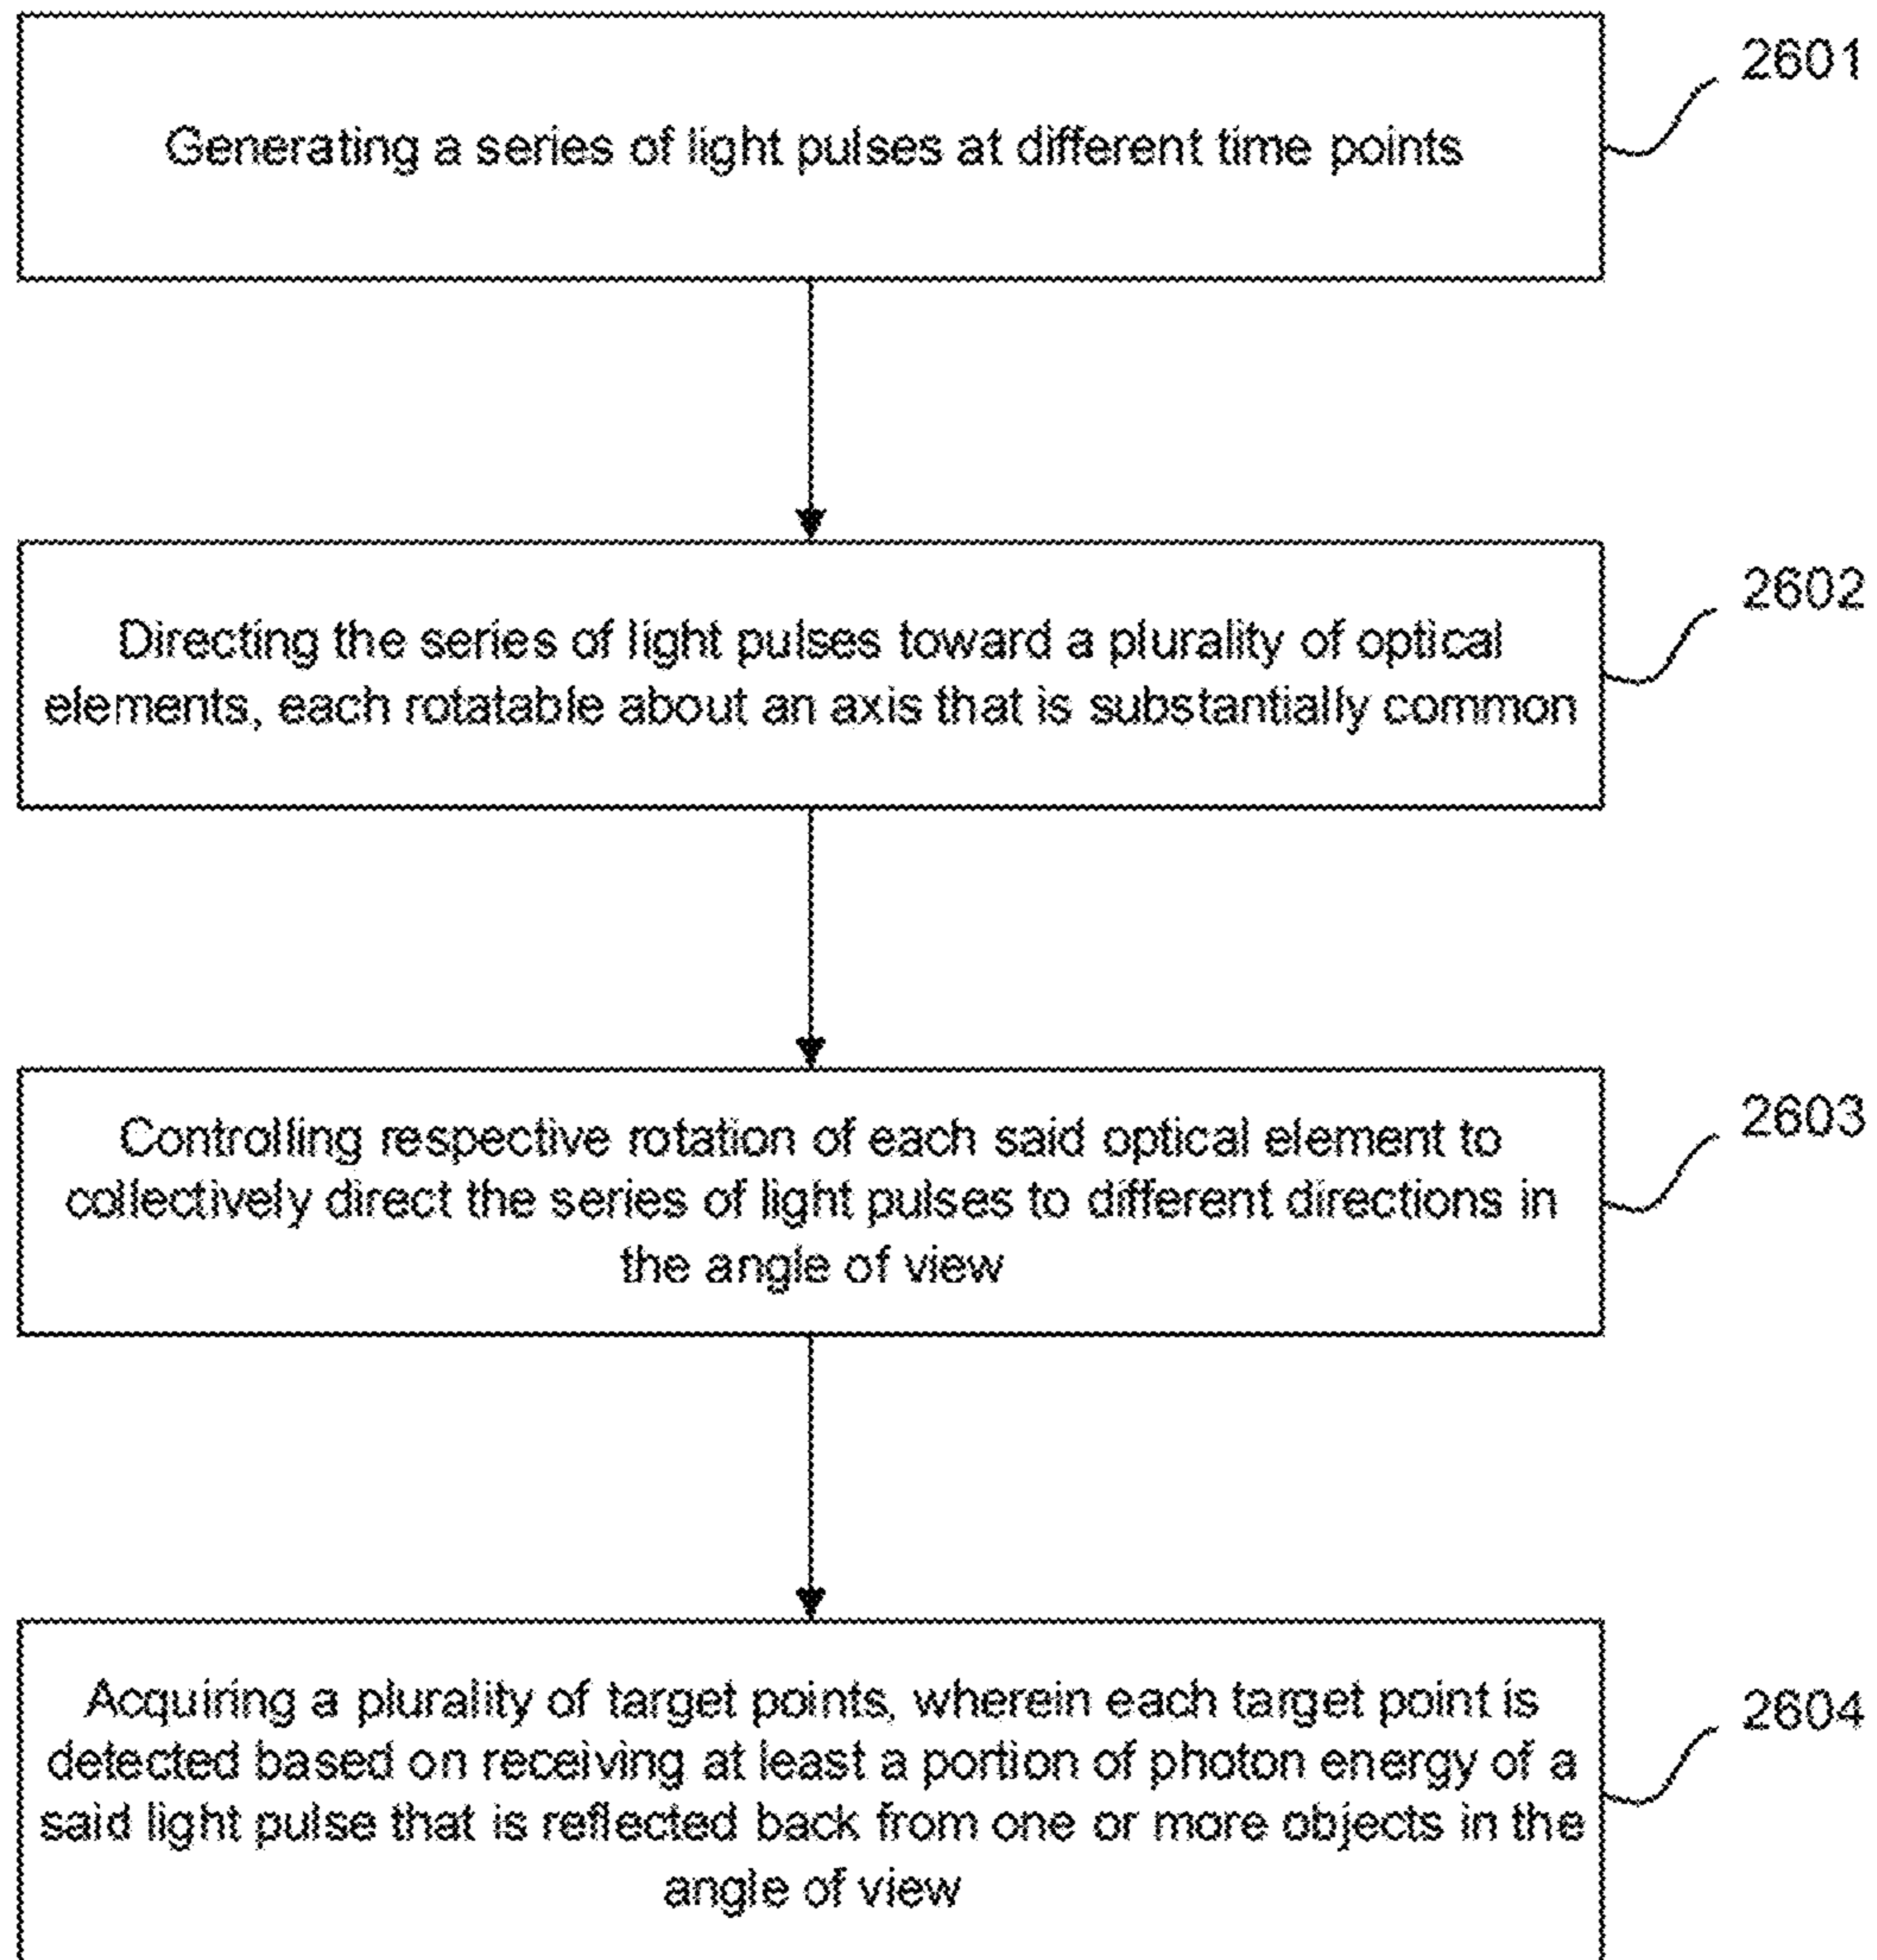 2601
Generating a series of light pulses at different time points
2602
Directing the series of light pulses toward a plurality of optical
elements, each rotatable about an axis that is substantially common
2603
Controlling respective rotation of each said optical element to
collectively direct the series of light pulses to different directions in
the angle of view
2604
Acquiring a plurality of target points, wherein each target point is
detected based on receiving at least a portion of photon energy of a
said light pulse that is reflected back from one or more objects in the
angle of view